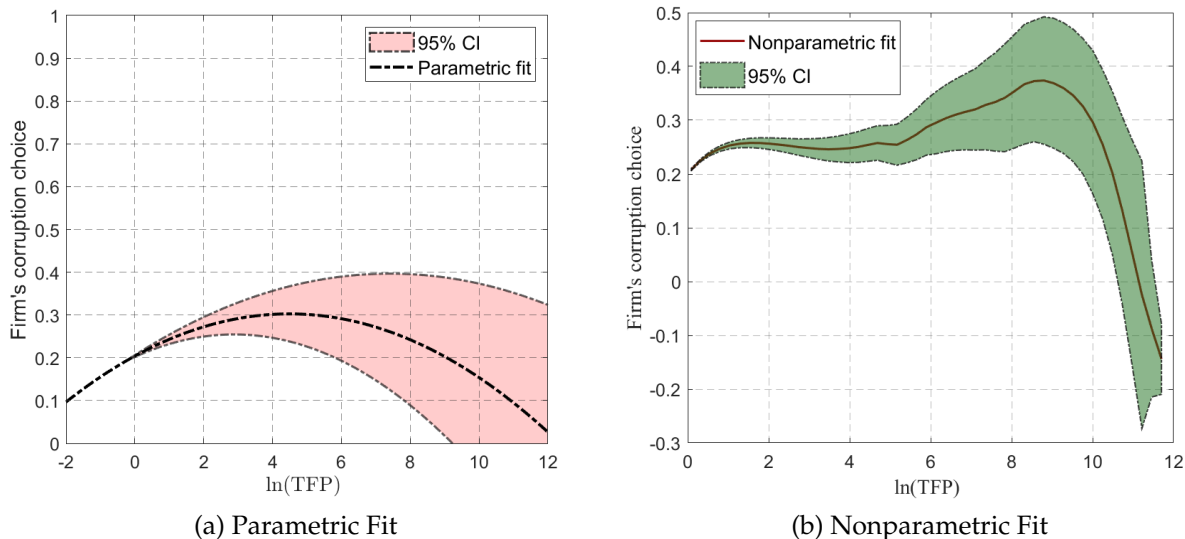 1
0.9
0.8
0.7
0.6
0.5
0.4
0.3
0.2
0.1
0
Firm's corruption choice
95% CI
Parametric fit
-2 0 2 4 6 8 10 12
ln(TFP)
(a) Parametric Fit
0.5
0.4
0.3
0.2
0.1
0
-0.1
-0.2
-0.3
Firm's corruption choice
Nonparametric fit
95% CI
0 2 4 6 8 10 12
ln(TFP)
(b) Nonparametric Fit